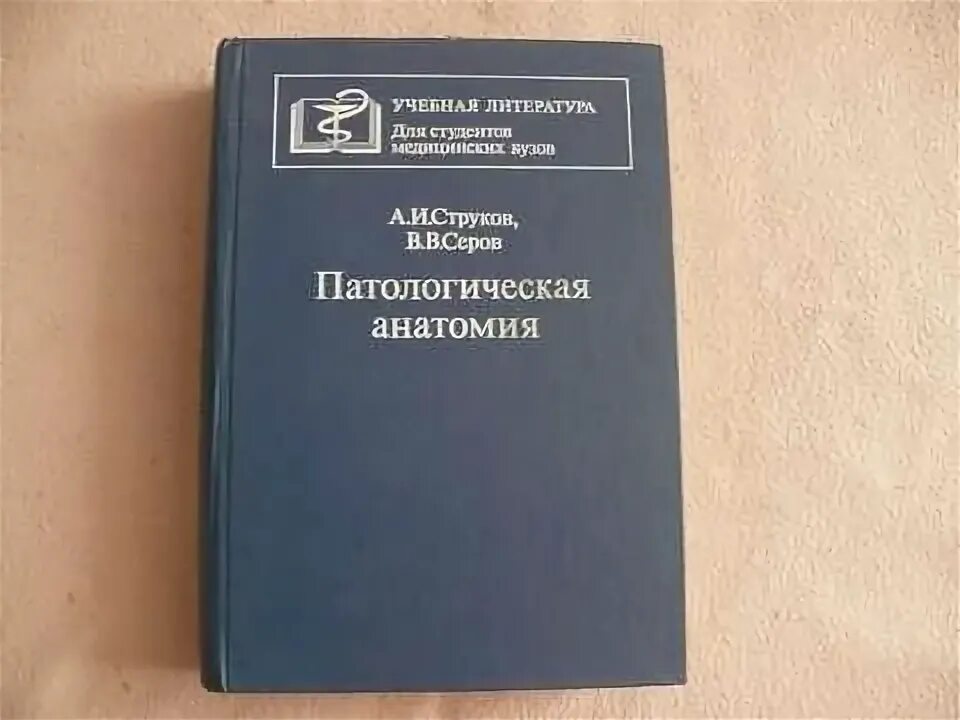 УЧЕБНАЯ ЛИТЕРАТУРА
Для студентов
медицинских вузов
А.И.Струков,
В.В.Серов
Патологическая
анатомия